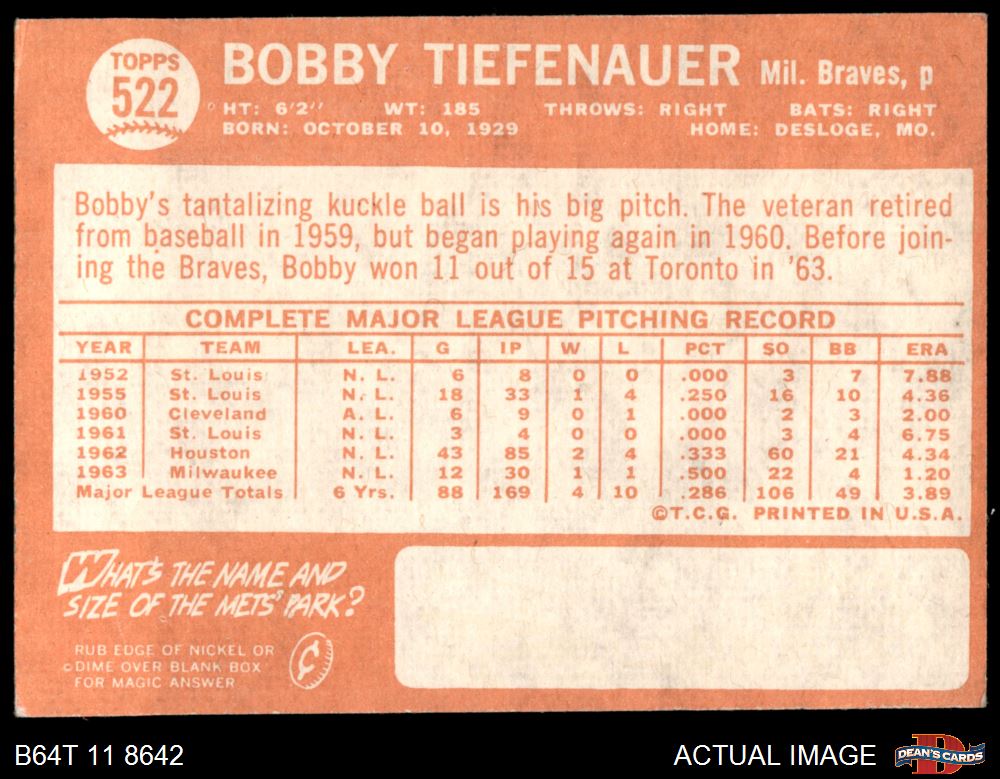 TOPPS
522
BOBBY TIEFENAUER Mil. Braves, p
HT: 6'2" WT: 185 THROWS: RIGHT BATS: RIGHT
BORN: OCTOBER 10, 1929 HOME: DESLOGE, MO.
Bobby's tantalizing kuckle ball is his big pitch. The veteran retired
from baseball in 1959, but began playing again in 1960. Before join-
ing the Braves, Bobby won 11 out of 15 at Toronto in '63.
COMPLETE MAJOR LEAGUE PITCHING RECORD
YEAR TEAM LEA. G IP W L PCT SO BB ERA
1952 St. Louis N. L. 6 8 0 0 .000 3 7 7.88
1955 St. Louis N. L. 18 33 1 4 .250 16 10 4.36
1960 Cleveland A. L. 6 9 0 1 .000 2 3 2.00
1961 St. Louis N. L. 3 4 0 0 .000 3 4 6.75
1962 Houston N. L. 43 85 2 4 .333 60 21 4.34
1963 Milwaukee N. L. 12 30 1 1 .500 22 4 1.20
Major League Totals 6 Yrs. 88 169 4 10 .286 106 49 3.89
©T.C.G. PRINTED IN U.S.A.
WHAT'S THE NAME AND
SIZE OF THE METS' PARK?
RUB EDGE OF NICKEL OR
DIME OVER BLANK BOX
FOR MAGIC ANSWER
¢
B64T 11 8642 ACTUAL IMAGE D DEAN'S CARDS